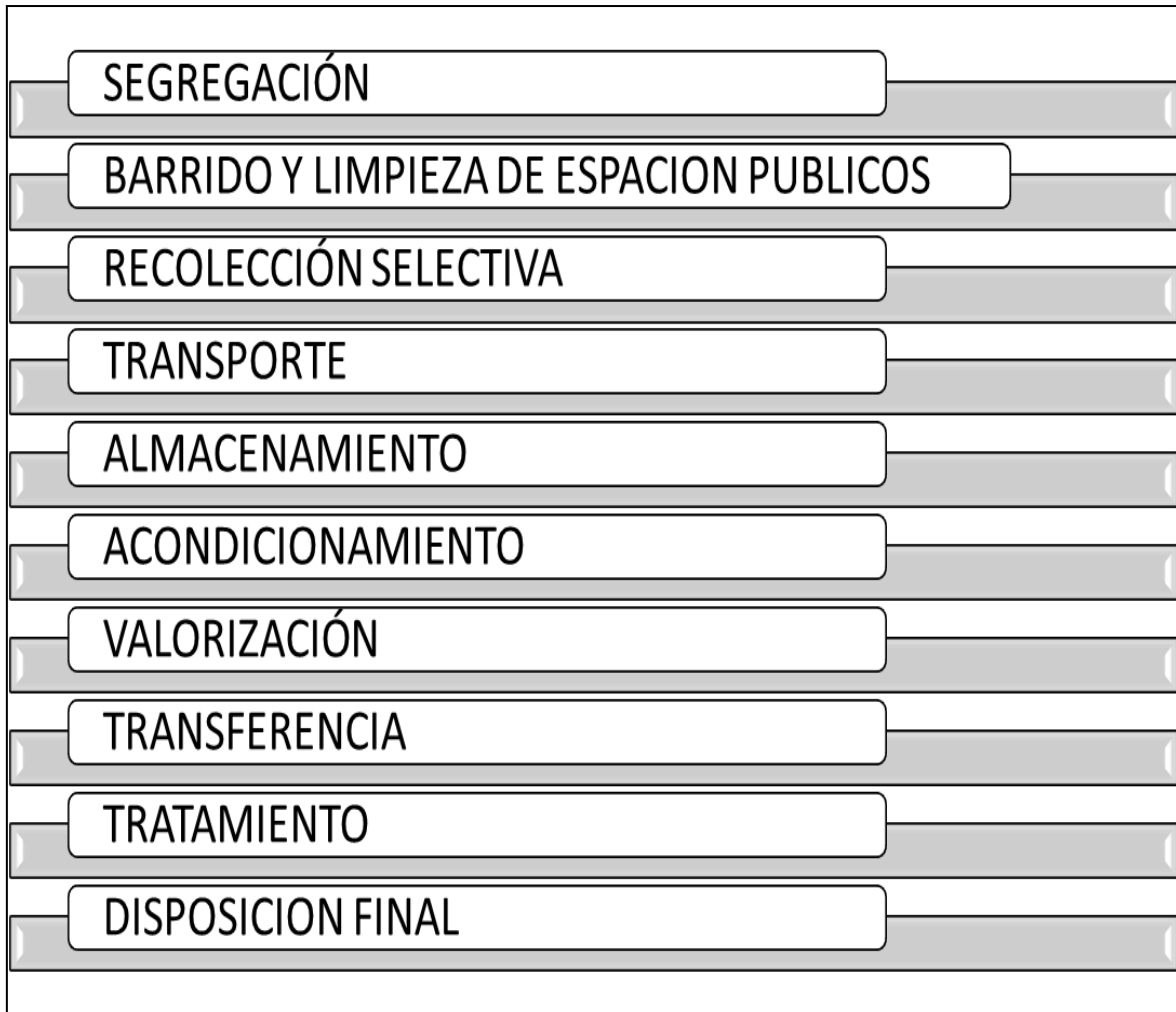 SEGREGACIÓN
BARRIDO Y LIMPIEZA DE ESPACION PUBLICOS
RECOLECCIÓN SELECTIVA
TRANSPORTE
ALMACENAMIENTO
ACONDICIONAMIENTO
VALORIZACIÓN
TRANSFERENCIA
TRATAMIENTO
DISPOSICION FINAL